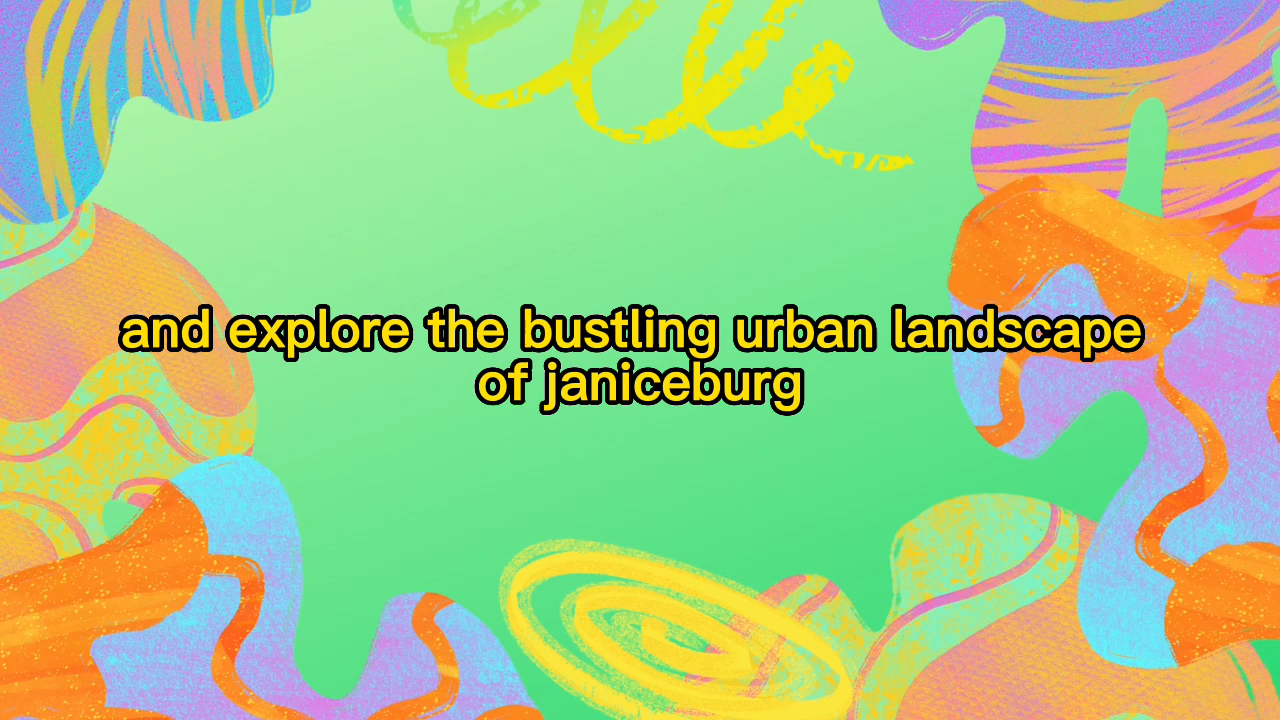 and explore the bustling urban landscape
of janiceburg